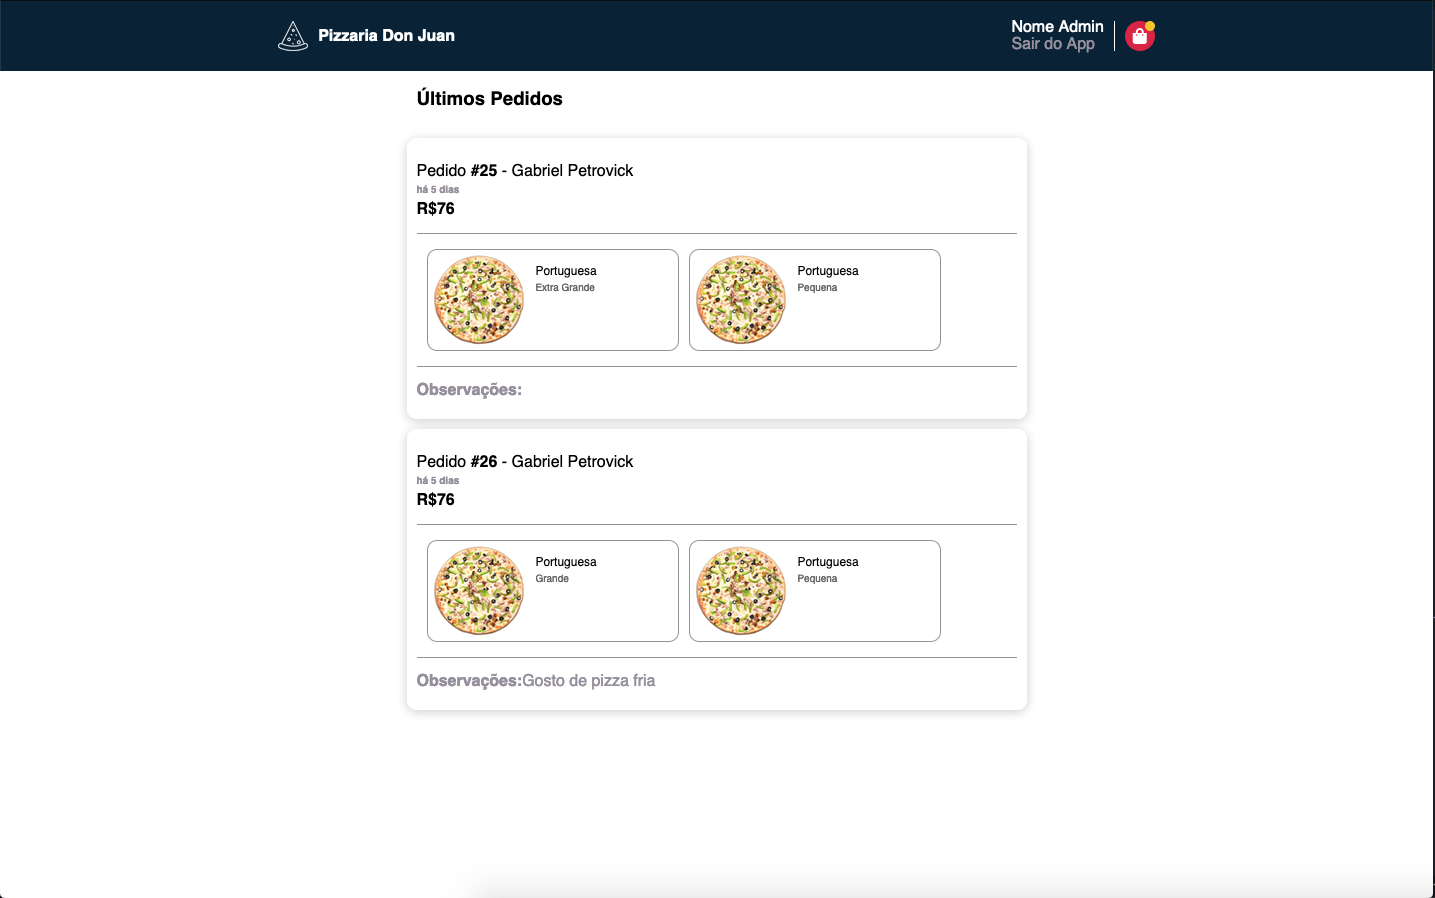 Pizzaria Don Juan
Nome Admin
Sair do App
Últimos Pedidos
Pedido #25 - Gabriel Petrovick
há 5 dias
R$76
Portuguesa
Extra Grande
Portuguesa
Pequena
Observações:
Pedido #26 - Gabriel Petrovick
há 5 dias
R$76
Portuguesa
Grande
Portuguesa
Pequena
Observações:Gosto de pizza fria